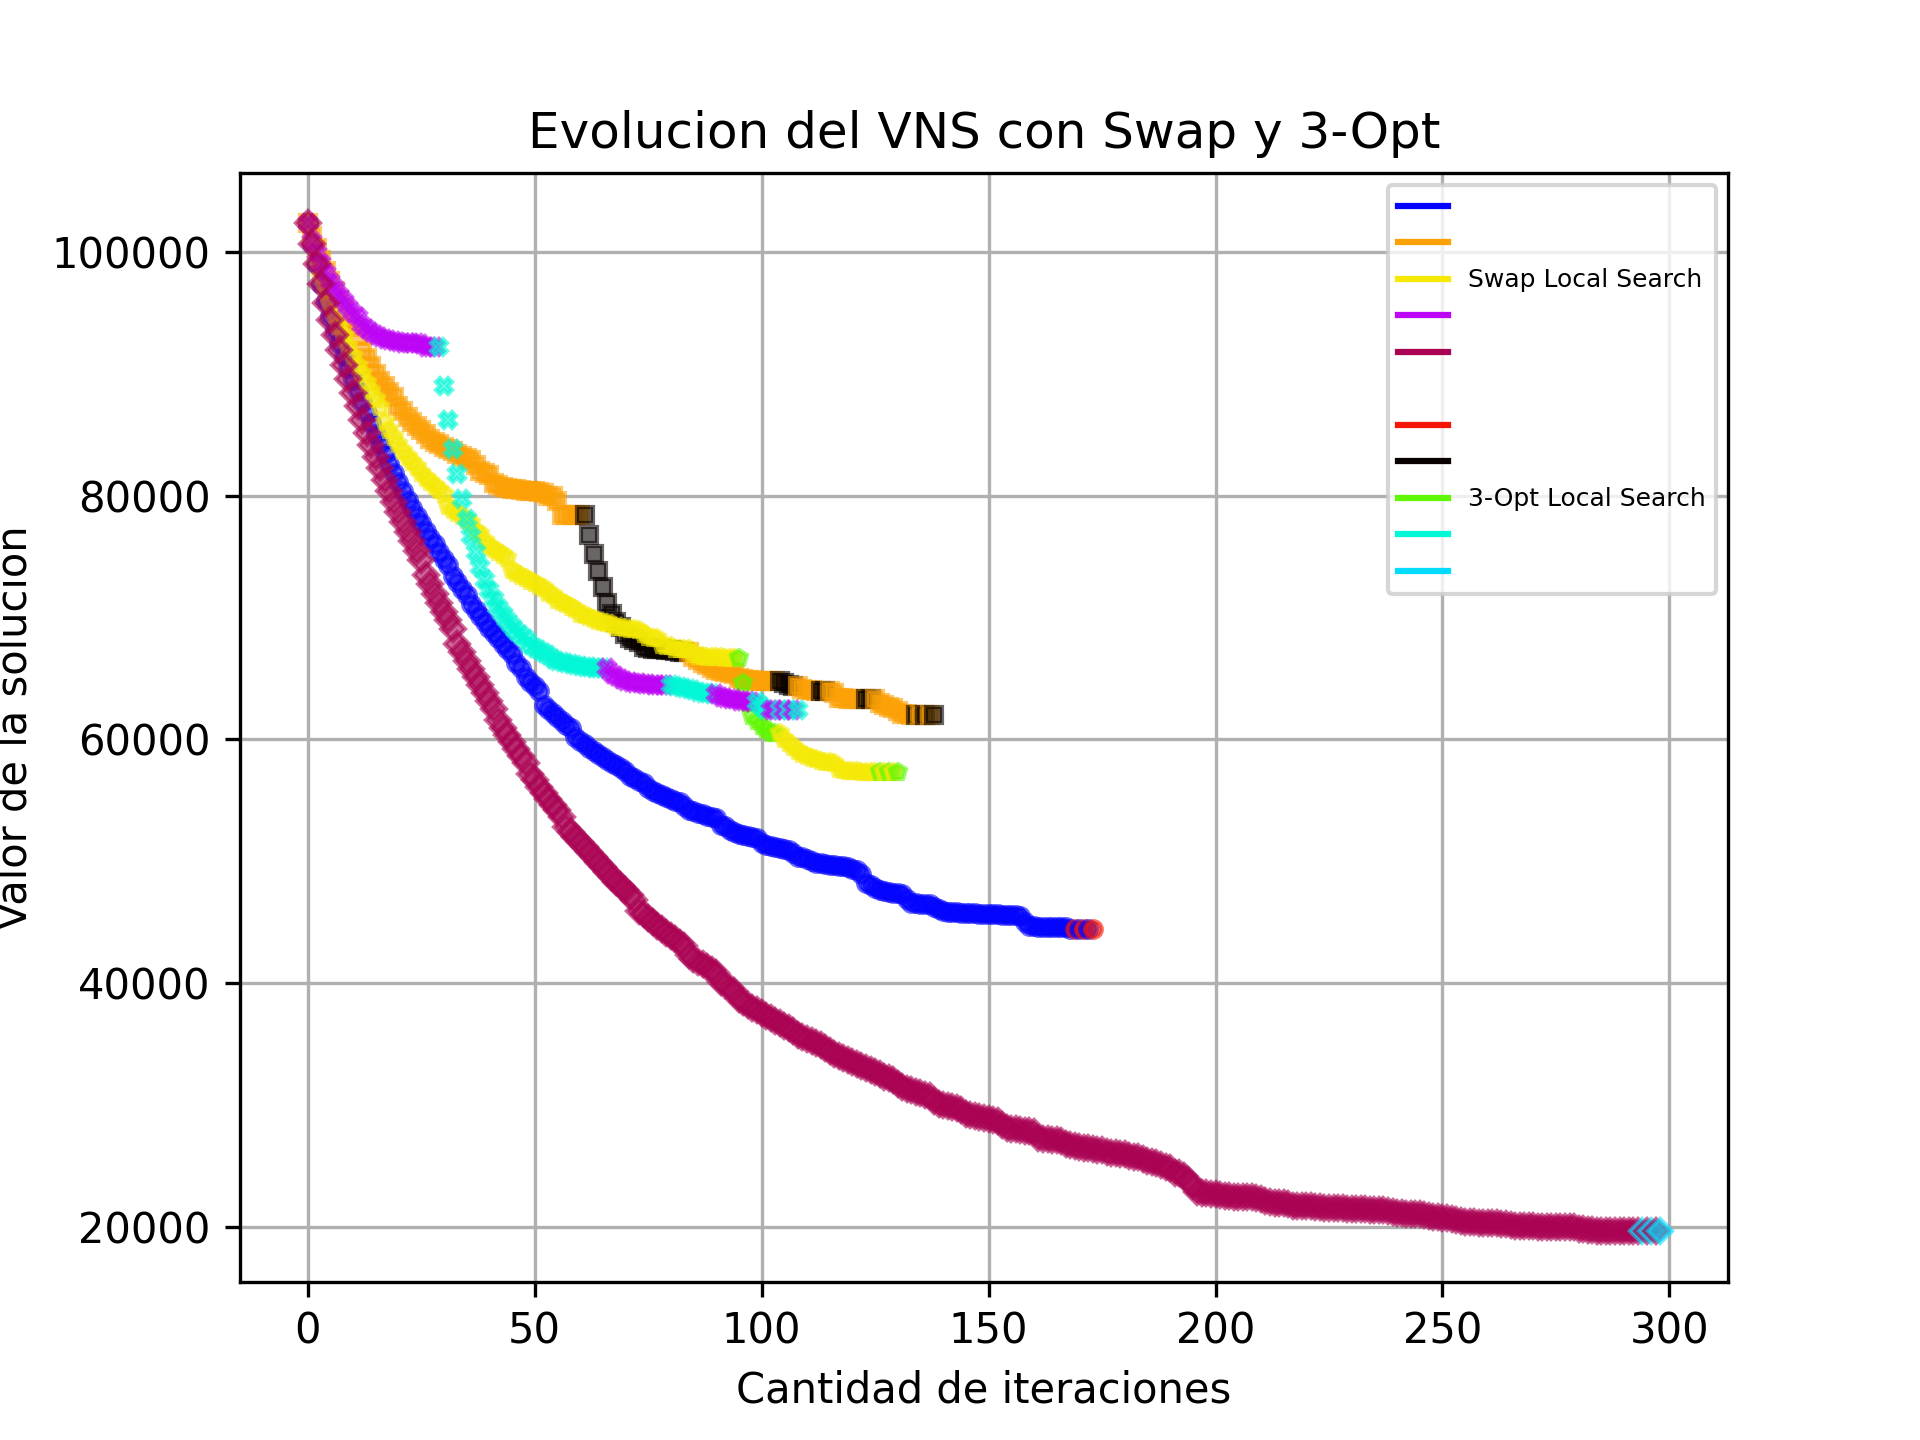 Evolucion del VNS con Swap y 3-Opt
Valor de la solucion
100000
80000
60000
40000
20000
Swap Local Search
3-Opt Local Search
0 50 100 150 200 250 300
Cantidad de iteraciones